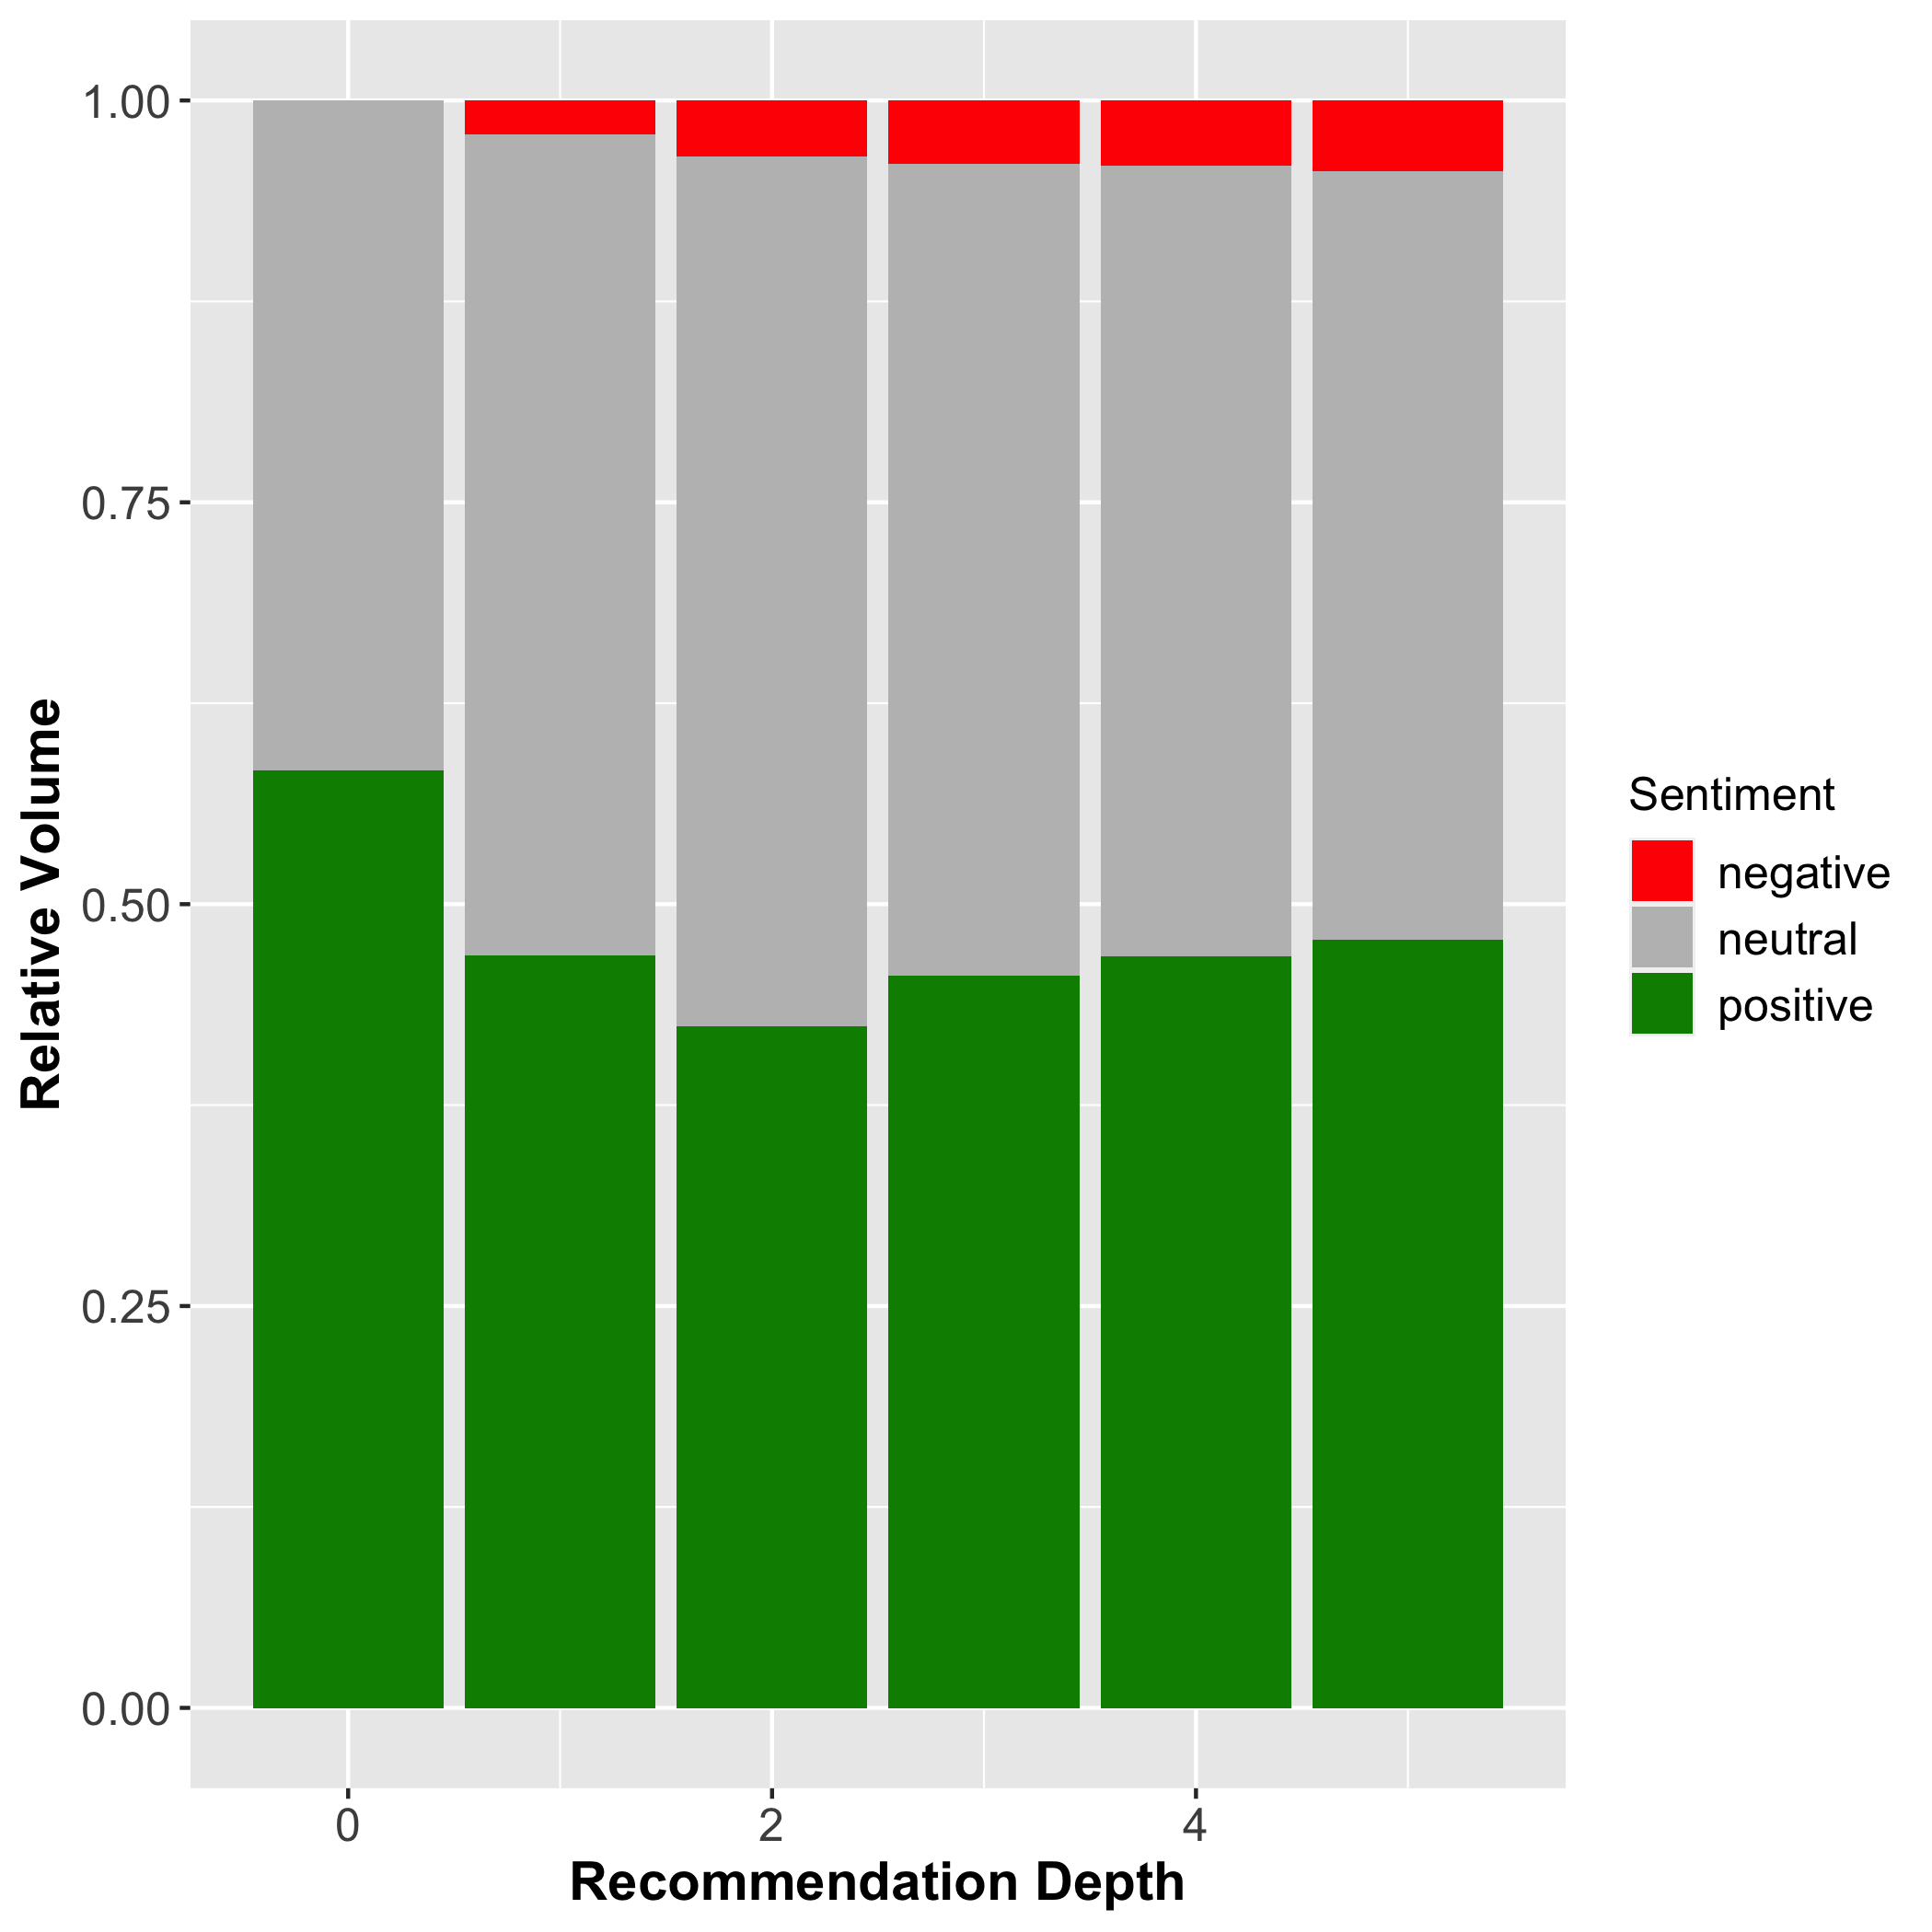 1.00
0.75
0.50
0.25
0.00
Relative Volume
0
2
4
Recommendation Depth
Sentiment
negative
neutral
positive